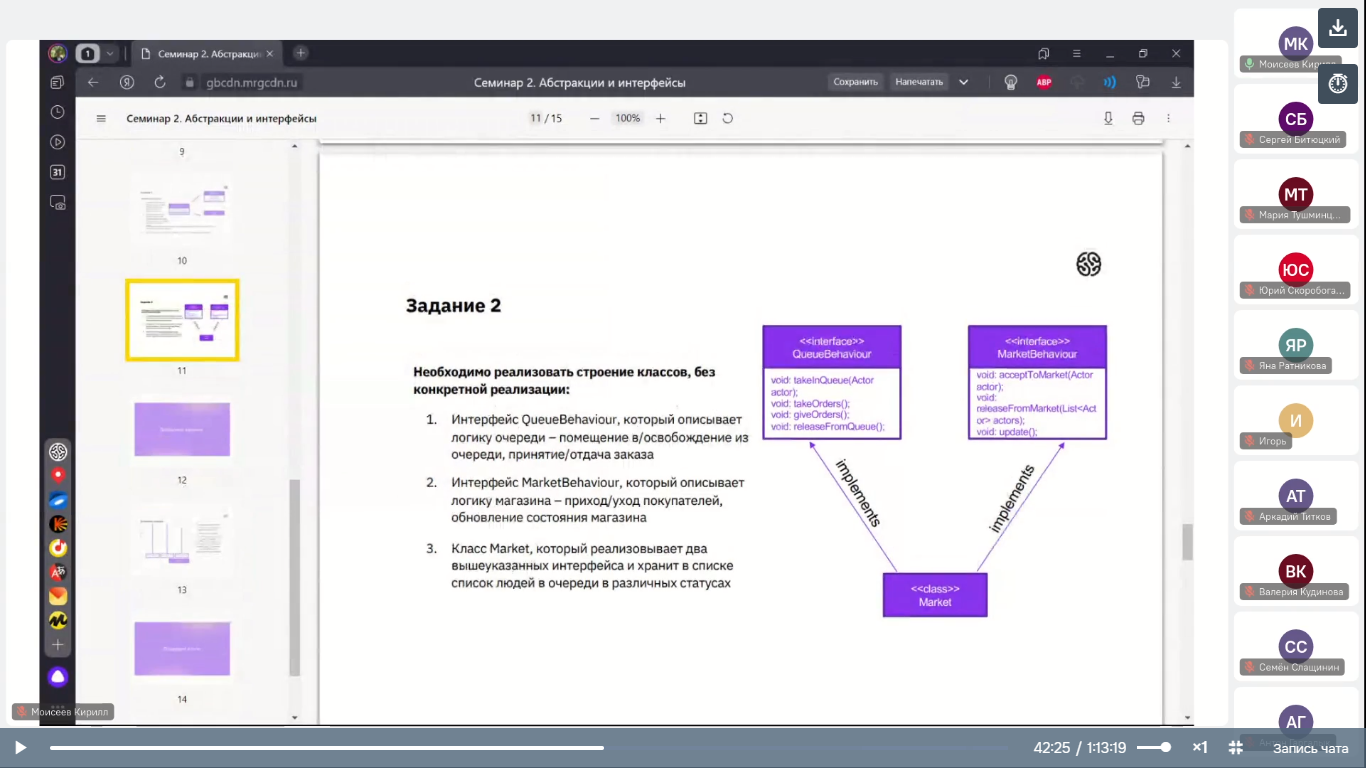 1
Семинар 2. Абстракци
gbcdn.mrgcdn.ru
Семинар 2. Абстракции и интерфейсы
Сохранить
Напечатать
ABP
Семинар 2. Абстракции и интерфейсы
11 / 15
100%
31
9
10
11
12
13
14
Задание 2
Необходимо реализовать строение классов, без
конкретной реализации:
1. Интерфейс QueueBehaviour, который описывает
логику очереди – помещение в/освобождение из
очереди, принятие/отдача заказа
2. Интерфейс MarketBehaviour, который описывает
логику магазина – приход/уход покупателей,
обновление состояния магазина
3. Класс Market, который реализовывает два
вышеуказанных интерфейса и хранит в списке
список людей в очереди в различных статусах
<<interface>>
QueueBehaviour
void: takeInQueue(Actor
actor);
void: takeOrders();
void: giveOrders();
void: releaseFromQueue();
<<interface>>
MarketBehaviour
void: acceptToMarket(Actor
actor);
void:
releaseFromMarket(List<Act
or> actors);
void: update();
implements
implements
<<class>>
Market
МК
Моисеев Кирилл
СБ
Сергей Битюцкий
МТ
Мария Тушминц...
ЮС
Юрий Скоробога...
ЯР
Яна Ратникова
И
Игорь
АТ
Аркадий Титков
ВК
Валерия Кудинова
СС
Семён Слащинин
АГ
Моисеев Кирилл
42:25 / 1:13:19
×1
Запись чата